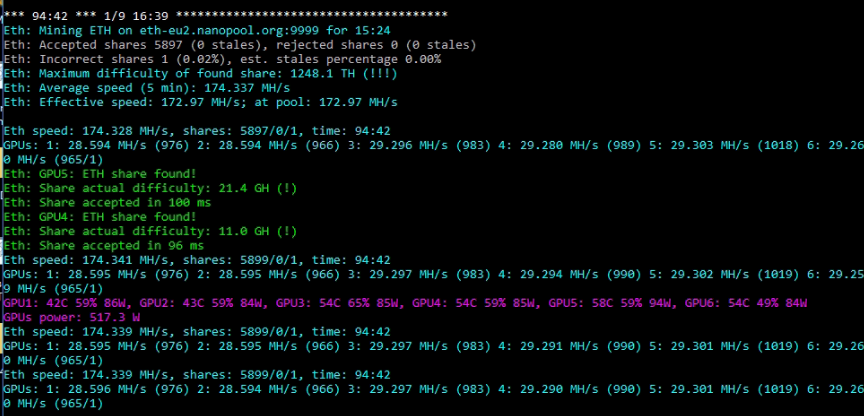 *** 94:42 *** 1/9 16:39 **************************************
Eth: Mining ETH on eth-eu2.nanopool.org:9999 for 15:24
Eth: Accepted shares 5897 (0 stales), rejected shares 0 (0 stales)
Eth: Incorrect shares 1 (0.02%), est. stales percentage 0.00%
Eth: Maximum difficulty of found share: 1248.1 TH (!!!)
Eth: Average speed (5 min): 174.337 MH/s
Eth: Effective speed: 172.97 MH/s; at pool: 172.97 MH/s
Eth speed: 174.328 MH/s, shares: 5897/0/1, time: 94:42
GPUs: 1: 28.594 MH/s (976) 2: 28.594 MH/s (966) 3: 29.296 MH/s (983) 4: 29.280 MH/s (989) 5: 29.303 MH/s (1018) 6: 29.26
0 MH/s (965/1)
Eth: GPU5: ETH share found!
Eth: Share actual difficulty: 21.4 GH (!)
Eth: Share accepted in 100 ms
Eth: GPU4: ETH share found!
Eth: Share actual difficulty: 11.0 GH (!)
Eth: Share accepted in 96 ms
Eth speed: 174.341 MH/s, shares: 5899/0/1, time: 94:42
GPUs: 1: 28.595 MH/s (976) 2: 28.595 MH/s (966) 3: 29.297 MH/s (983) 4: 29.294 MH/s (990) 5: 29.302 MH/s (1019) 6: 29.25
9 MH/s (965/1)
GPU1: 42C 59% 86W, GPU2: 43C 59% 84W, GPU3: 54C 65% 85W, GPU4: 54C 59% 85W, GPU5: 58C 59% 94W, GPU6: 54C 49% 84W
GPUs power: 517.3 W
Eth speed: 174.339 MH/s, shares: 5899/0/1, time: 94:42
GPUs: 1: 28.595 MH/s (976) 2: 28.595 MH/s (966) 3: 29.297 MH/s (983) 4: 29.291 MH/s (990) 5: 29.301 MH/s (1019) 6: 29.26
0 MH/s (965/1)
Eth speed: 174.339 MH/s, shares: 5899/0/1, time: 94:42
GPUs: 1: 28.596 MH/s (976) 2: 28.594 MH/s (966) 3: 29.297 MH/s (983) 4: 29.290 MH/s (990) 5: 29.301 MH/s (1019) 6: 29.26
0 MH/s (965/1)